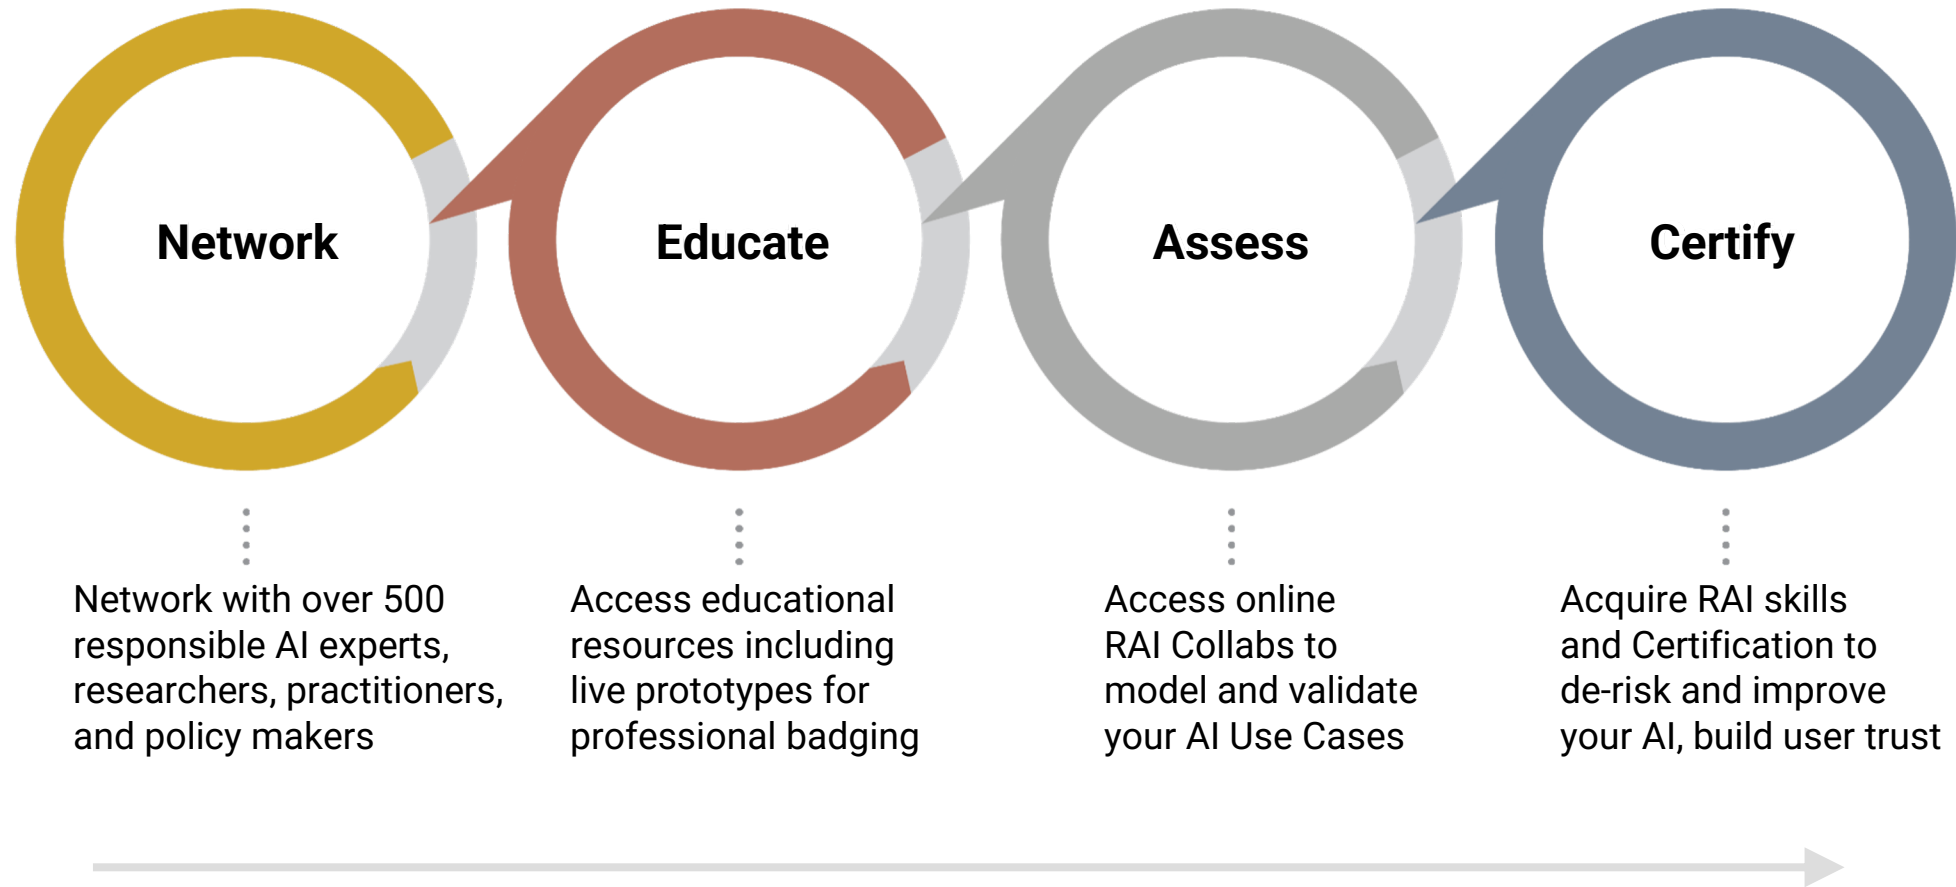 Network
Educate
Assess
Certify
Network with over 500
responsible AI experts,
researchers, practitioners,
and policy makers
Access educational
resources including
live prototypes for
professional badging
Access online
RAI Collabs to
model and validate
your AI Use Cases
Acquire RAI skills
and Certification to
de-risk and improve
your AI, build user trust